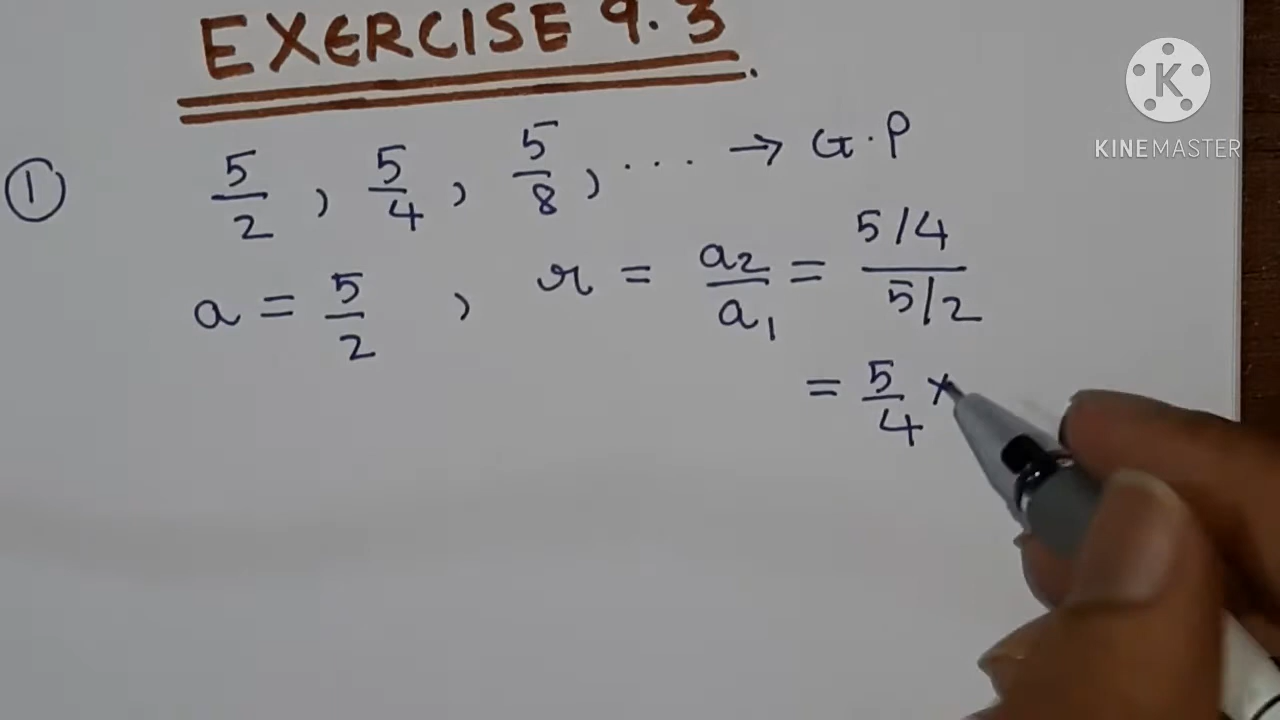 EXERCISE 9.3
K
KINEMASTER
① 5/2 , 5/4 , 5/8 , ... → G.P
a = 5/2 , r = a₂/a₁ = 5/4 / 5/2
= 5/4 ×